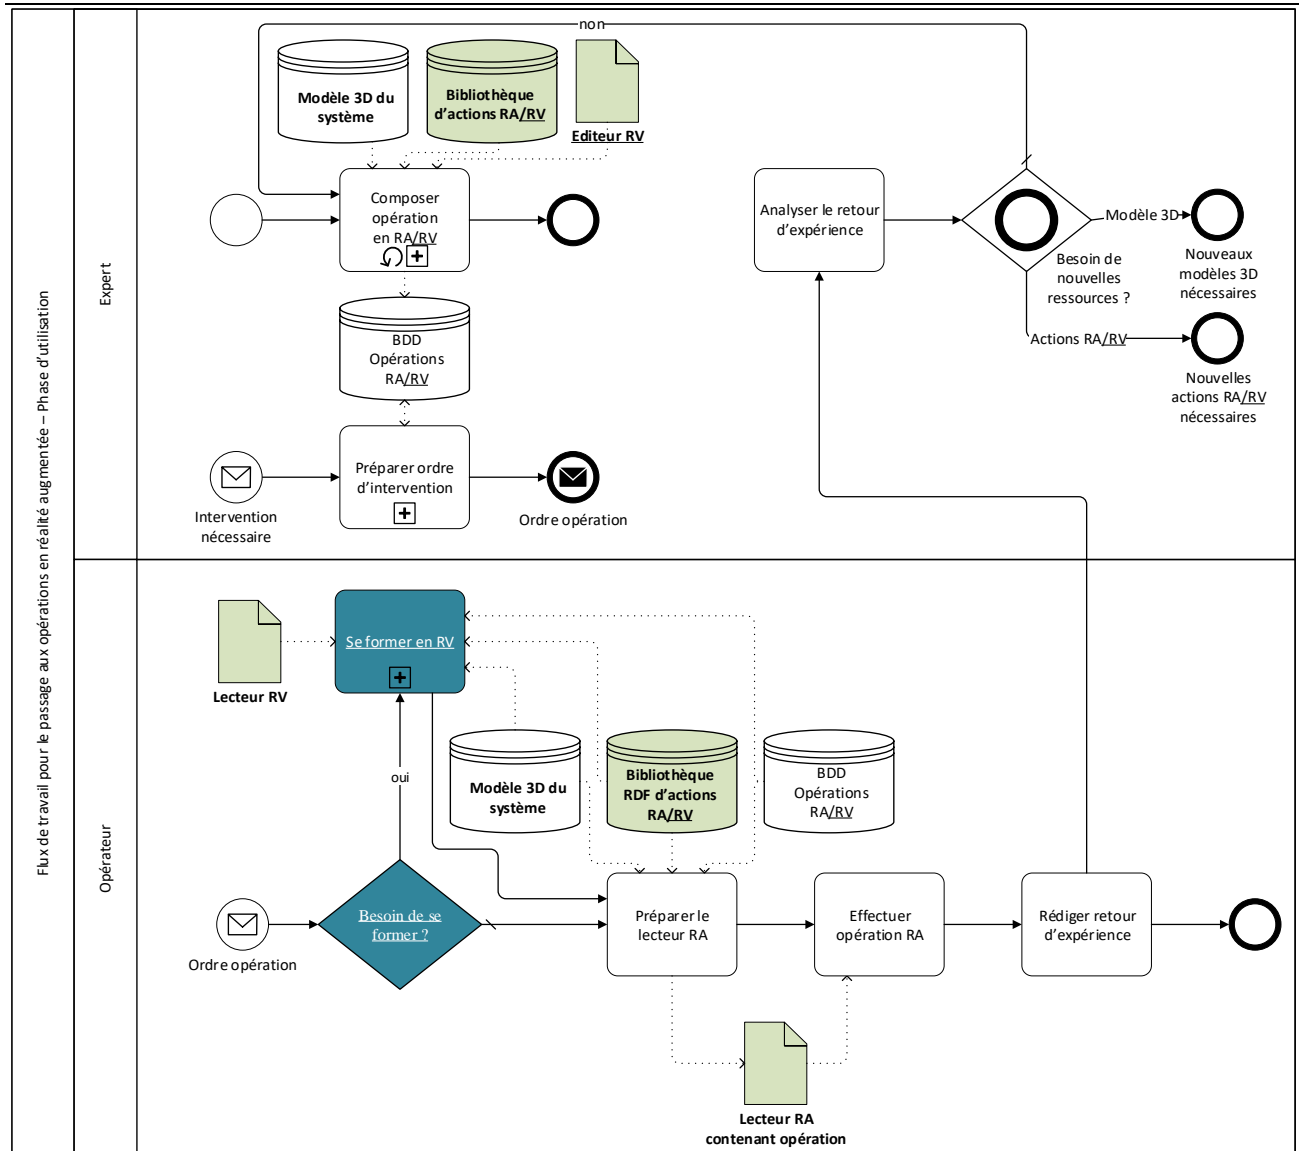 Flux de travail pour le passage aux opérations en réalité augmentée – Phase d'utilisation
Expert
non
Modèle 3D du
système
Bibliothèque
d'actions RA/RV
Editeur RV
Composer
opération
en RA/RV
BDD
Opérations
RA/RV
Intervention
nécessaire
Préparer ordre
d'intervention
Ordre opération
Analyser le retour
d'expérience
Besoin de
nouvelles
ressources ?
Modèle 3D
Nouveaux
modèles 3D
nécessaires
Actions RA/RV
Nouvelles
actions RA/RV
nécessaires
Opérateur
Lecteur RV
Se former en RV
oui
Modèle 3D du
système
Bibliothèque
RDF d'actions
RA/RV
BDD
Opérations
RA/RV
Ordre opération
Besoin de se
former ?
Préparer le
lecteur RA
Effectuer
opération RA
Rédiger retour
d'expérience
Lecteur RA
contenant opération